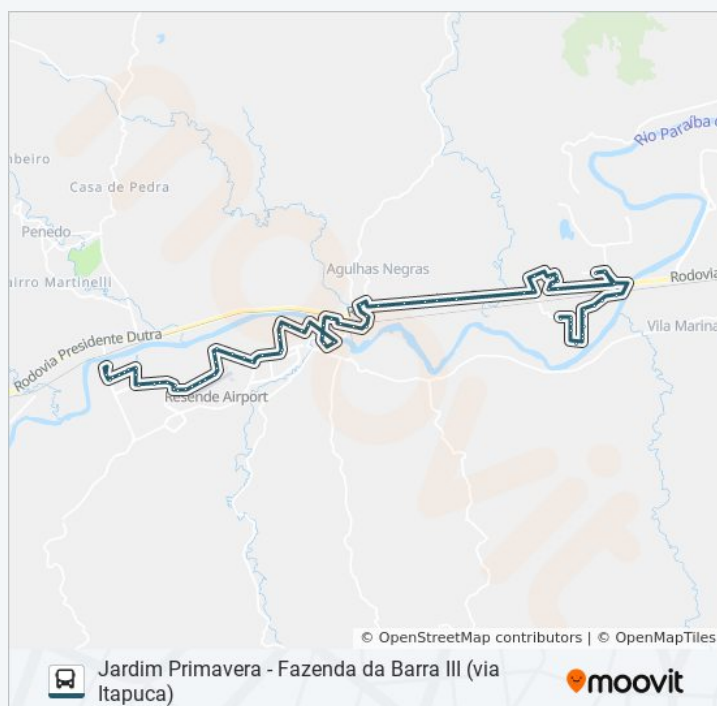 Rio Paraíba
mbeiro
Casa de Pedra
Penedo
Agulhas Negras
airro Martinelli
Rodovia
Rodovia Presidente Dutra
Vila Marina
Resende Airport
© OpenStreetMap contributors | © OpenMapTiles
Jardim Primavera - Fazenda da Barra III (via
Itapuca)
moovit